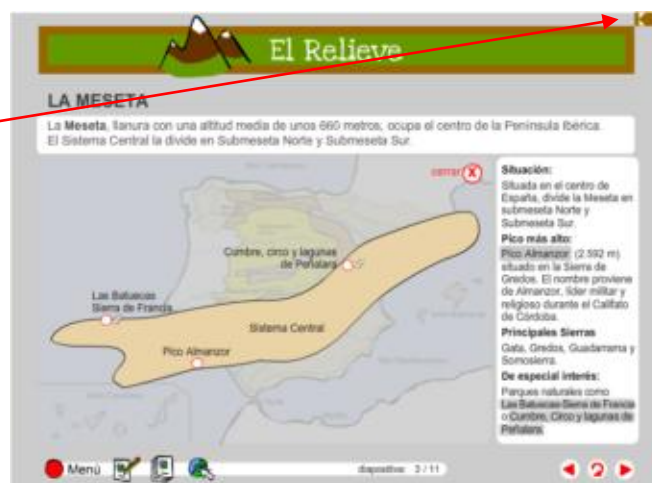 El Relieve
LA MESETA
La Meseta, llanura con una altitud media de unos 660 metros, ocupa el centro de la Península Ibérica.
El Sistema Central la divide en Submeseta Norte y Submeseta Sur.
cerrar X
Cumbre, circo y lagunas
de Peñalara
Las Batuecas
Sierra de Francia
Sistema Central
Pico Almanzor
Situación:
Situada en el centro de
España, divide la Meseta en
submeseta Norte y
Submeseta Sur.
Pico más alto:
Pico Almanzor (2.592 m)
situado en la Sierra de
Gredos. El nombre proviene
de Almanzor, líder militar y
religioso durante el Califato
de Córdoba.
Principales Sierras
Gata, Gredos, Guadarrama y
Somosierra.
De especial interés:
Parques naturales como
Las Batuecas-Sierra de Francia
o Cumbre, Circo y lagunas de
Peñalara.
Menú
diapositiva: 3 / 11